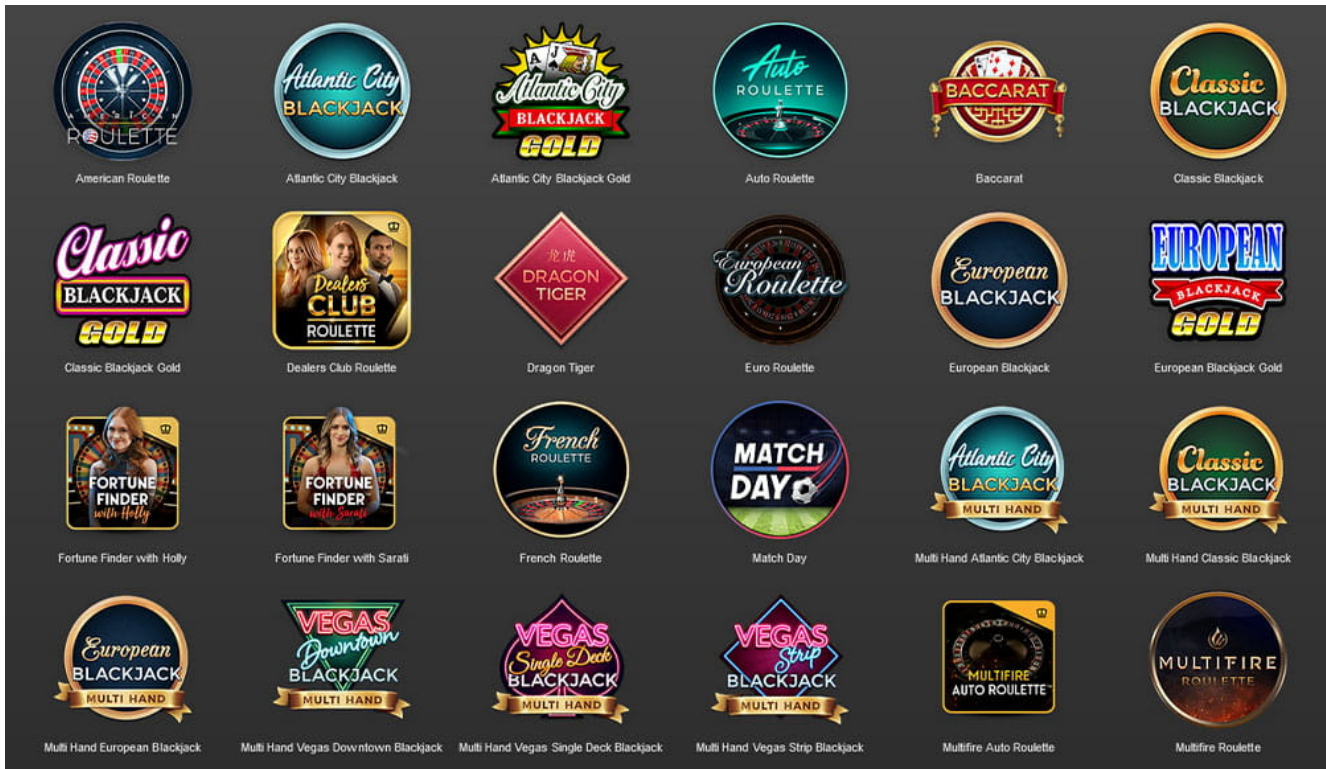 AMERICAN
ROULETTE
American Roulette
Atlantic City
BLACKJACK
Atlantic City Blackjack
A J
Atlantic City
BLACKJACK
GOLD
Atlantic City Blackjack Gold
Auto
ROULETTE
Auto Roulette
BACCARAT
Baccarat
Classic
BLACKJACK
Classic Blackjack
Classic
BLACKJACK
GOLD
Classic Blackjack Gold
Dealers
CLUB
ROULETTE
Dealers Club Roulette
龙虎
DRAGON
TIGER
Dragon Tiger
European
Roulette
Euro Roulette
European
BLACKJACK
European Blackjack
EUROPEAN
BLACKJACK
GOLD
European Blackjack Gold
FORTUNE
FINDER
with Holly
Fortune Finder with Holly
FORTUNE
FINDER
with Sarati
Fortune Finder with Sarati
French
ROULETTE
French Roulette
MATCH
DAY
Match Day
Atlantic City
BLACKJACK
MULTI HAND
Multi Hand Atlantic City Blackjack
Classic
BLACKJACK
MULTI HAND
Multi Hand Classic Blackjack
European
BLACKJACK
MULTI HAND
Multi Hand European Blackjack
VEGAS
Downtown
BLACKJACK
MULTI HAND
Multi Hand Vegas Downtown Blackjack
VEGAS
Single Deck
BLACKJACK
MULTI HAND
Multi Hand Vegas Single Deck Blackjack
VEGAS
Strip
BLACKJACK
MULTI HAND
Multi Hand Vegas Strip Blackjack
MULTIFIRE
AUTO ROULETTE
Multifire Auto Roulette
MULTIFIRE
ROULETTE
Multifire Roulette